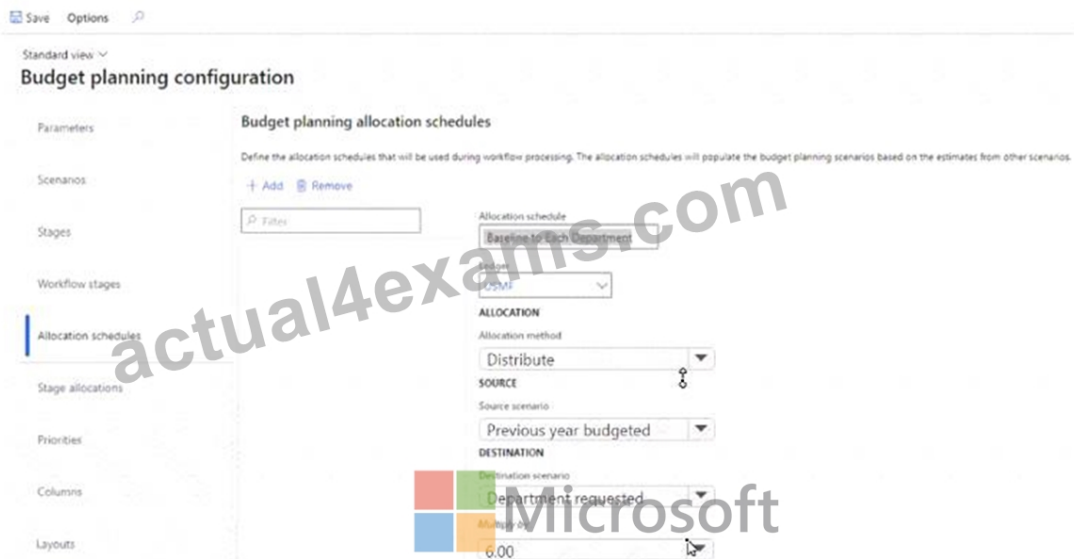 Save Options
Standard view
Budget planning configuration
Parameters
Scenarios
Stages
Workflow stages
Allocation schedules
Stage allocations
Priorities
Columns
Layouts
Budget planning allocation schedules
Define the allocation schedules that will be used during workflow processing. The allocation schedules will populate the budget planning scenarios based on the estimates from other scenarios.
+ Add Remove
Filter
Allocation schedule
Baseline to Each Department
Ledger
USMF
ALLOCATION
Allocation method
Distribute
SOURCE
Source scenario
Previous year budgeted
DESTINATION
Destination scenario
Department requested
Multiply by
6.00
actual4exams.com
Microsoft